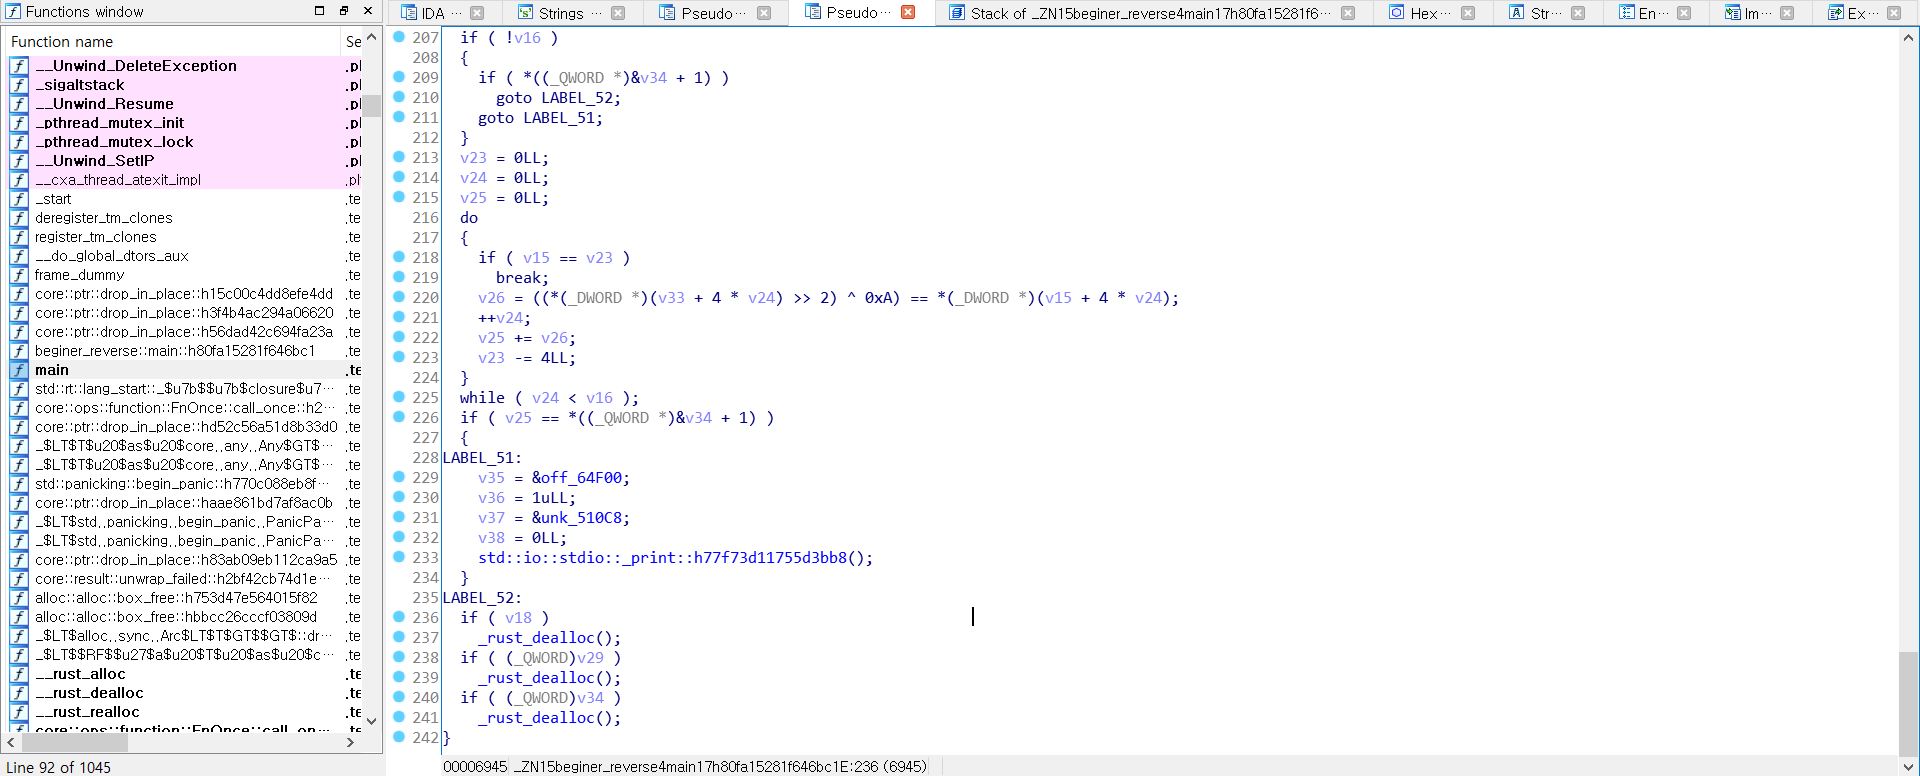 Functions window
IDA ···
Strings ···
Pseudo···
Pseudo ···
Stack of _ZN15beginer_reverse4main17h80fa15281f6···
Hex···
Str···
En···
Im···
Ex···
Function name
Se
__Unwind_DeleteException .pl
_sigaltstack .pl
__Unwind_Resume .pl
_pthread_mutex_init .pl
_pthread_mutex_lock .pl
__Unwind_SetIP .pl
__cxa_thread_atexit_impl .pl
_start .te
deregister_tm_clones .te
register_tm_clones .te
__do_global_dtors_aux .te
frame_dummy .te
core::ptr::drop_in_place::h15c00c4dd8efe4dd .te
core::ptr::drop_in_place::h3f4b4ac294a06620 .te
core::ptr::drop_in_place::h56dad42c694fa23a .te
beginer_reverse::main::h80fa15281f646bc1 .te
main .te
std::rt::lang_start::_$u7b$$u7b$closure$u7··· .te
core::ops::function::FnOnce::call_once::h2··· .te
core::ptr::drop_in_place::hd52c56a51d8b33d0 .te
_$LT$T$u20$as$u20$core..any..Any$GT$··· .te
_$LT$T$u20$as$u20$core..any..Any$GT$··· .te
std::panicking::begin_panic::h770c088eb8f··· .te
core::ptr::drop_in_place::haae861bd7af8ac0b .te
_$LT$std..panicking..begin_panic..PanicPa··· .te
_$LT$std..panicking..begin_panic..PanicPa··· .te
core::ptr::drop_in_place::h83ab09eb112ca9a5 .te
core::result::unwrap_failed::h2bf42cb74d1e··· .te
alloc::alloc::box_free::h753d47e564015f82 .te
alloc::alloc::box_free::hbbcc26cccf03809d .te
_$LT$alloc..sync..Arc$LT$T$GT$$GT$::dr··· .te
_$LT$$RF$$u27$a$u20$T$u20$as$u20$c··· .te
__rust_alloc .te
__rust_dealloc .te
__rust_realloc .te
core::ops::function::FnOnce::call_on··· .te
Line 92 of 1045
207 if ( !v16 )
208 {
209 if ( *((_QWORD *)&v34 + 1) )
210 goto LABEL_52;
211 goto LABEL_51;
212 }
213 v23 = 0LL;
214 v24 = 0LL;
215 v25 = 0LL;
216 do
217 {
218 if ( v15 == v23 )
219 break;
220 v26 = ((*(_DWORD *)(v33 + 4 * v24) >> 2) ^ 0xA) == *(_DWORD *)(v15 + 4 * v24);
221 ++v24;
222 v25 += v26;
223 v23 -= 4LL;
224 }
225 while ( v24 < v16 );
226 if ( v25 == *((_QWORD *)&v34 + 1) )
227 {
228 LABEL_51:
229 v35 = &off_64F00;
230 v36 = 1uLL;
231 v37 = &unk_510C8;
232 v38 = 0LL;
233 std::io::stdio::_print::h77f73d11755d3bb8();
234 }
235 LABEL_52:
236 if ( v18 )
237 _rust_dealloc();
238 if ( (_QWORD)v29 )
239 _rust_dealloc();
240 if ( (_QWORD)v34 )
241 _rust_dealloc();
242 }
00006945 _ZN15beginer_reverse4main17h80fa15281f646bc1E:236 (6945)